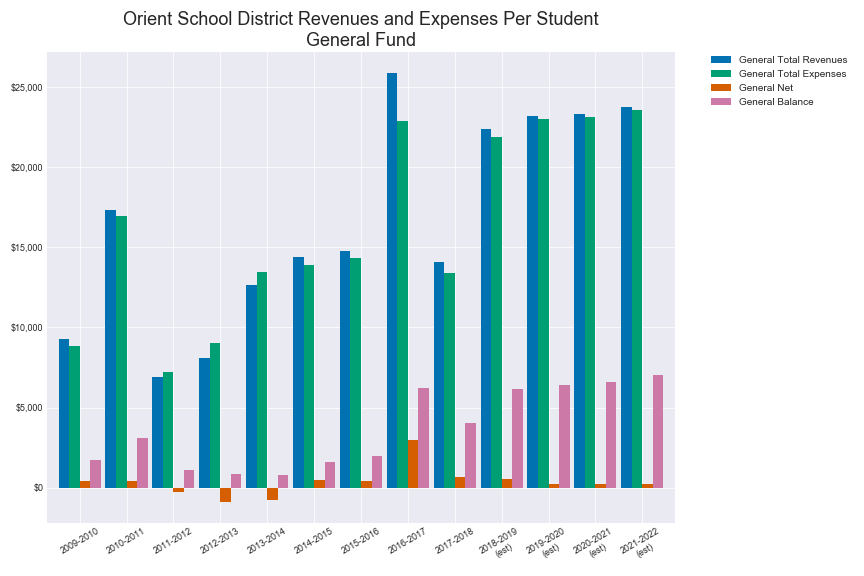 Orient School District Revenues and Expenses Per Student
General Fund
General Total Revenues
General Total Expenses
General Net
General Balance
$25,000
$20,000
$15,000
$10,000
$5,000
$0
2009-2010
2010-2011
2011-2012
2012-2013
2013-2014
2014-2015
2015-2016
2016-2017
2017-2018
2018-2019
(est)
2019-2020
(est)
2020-2021
(est)
2021-2022
(est)